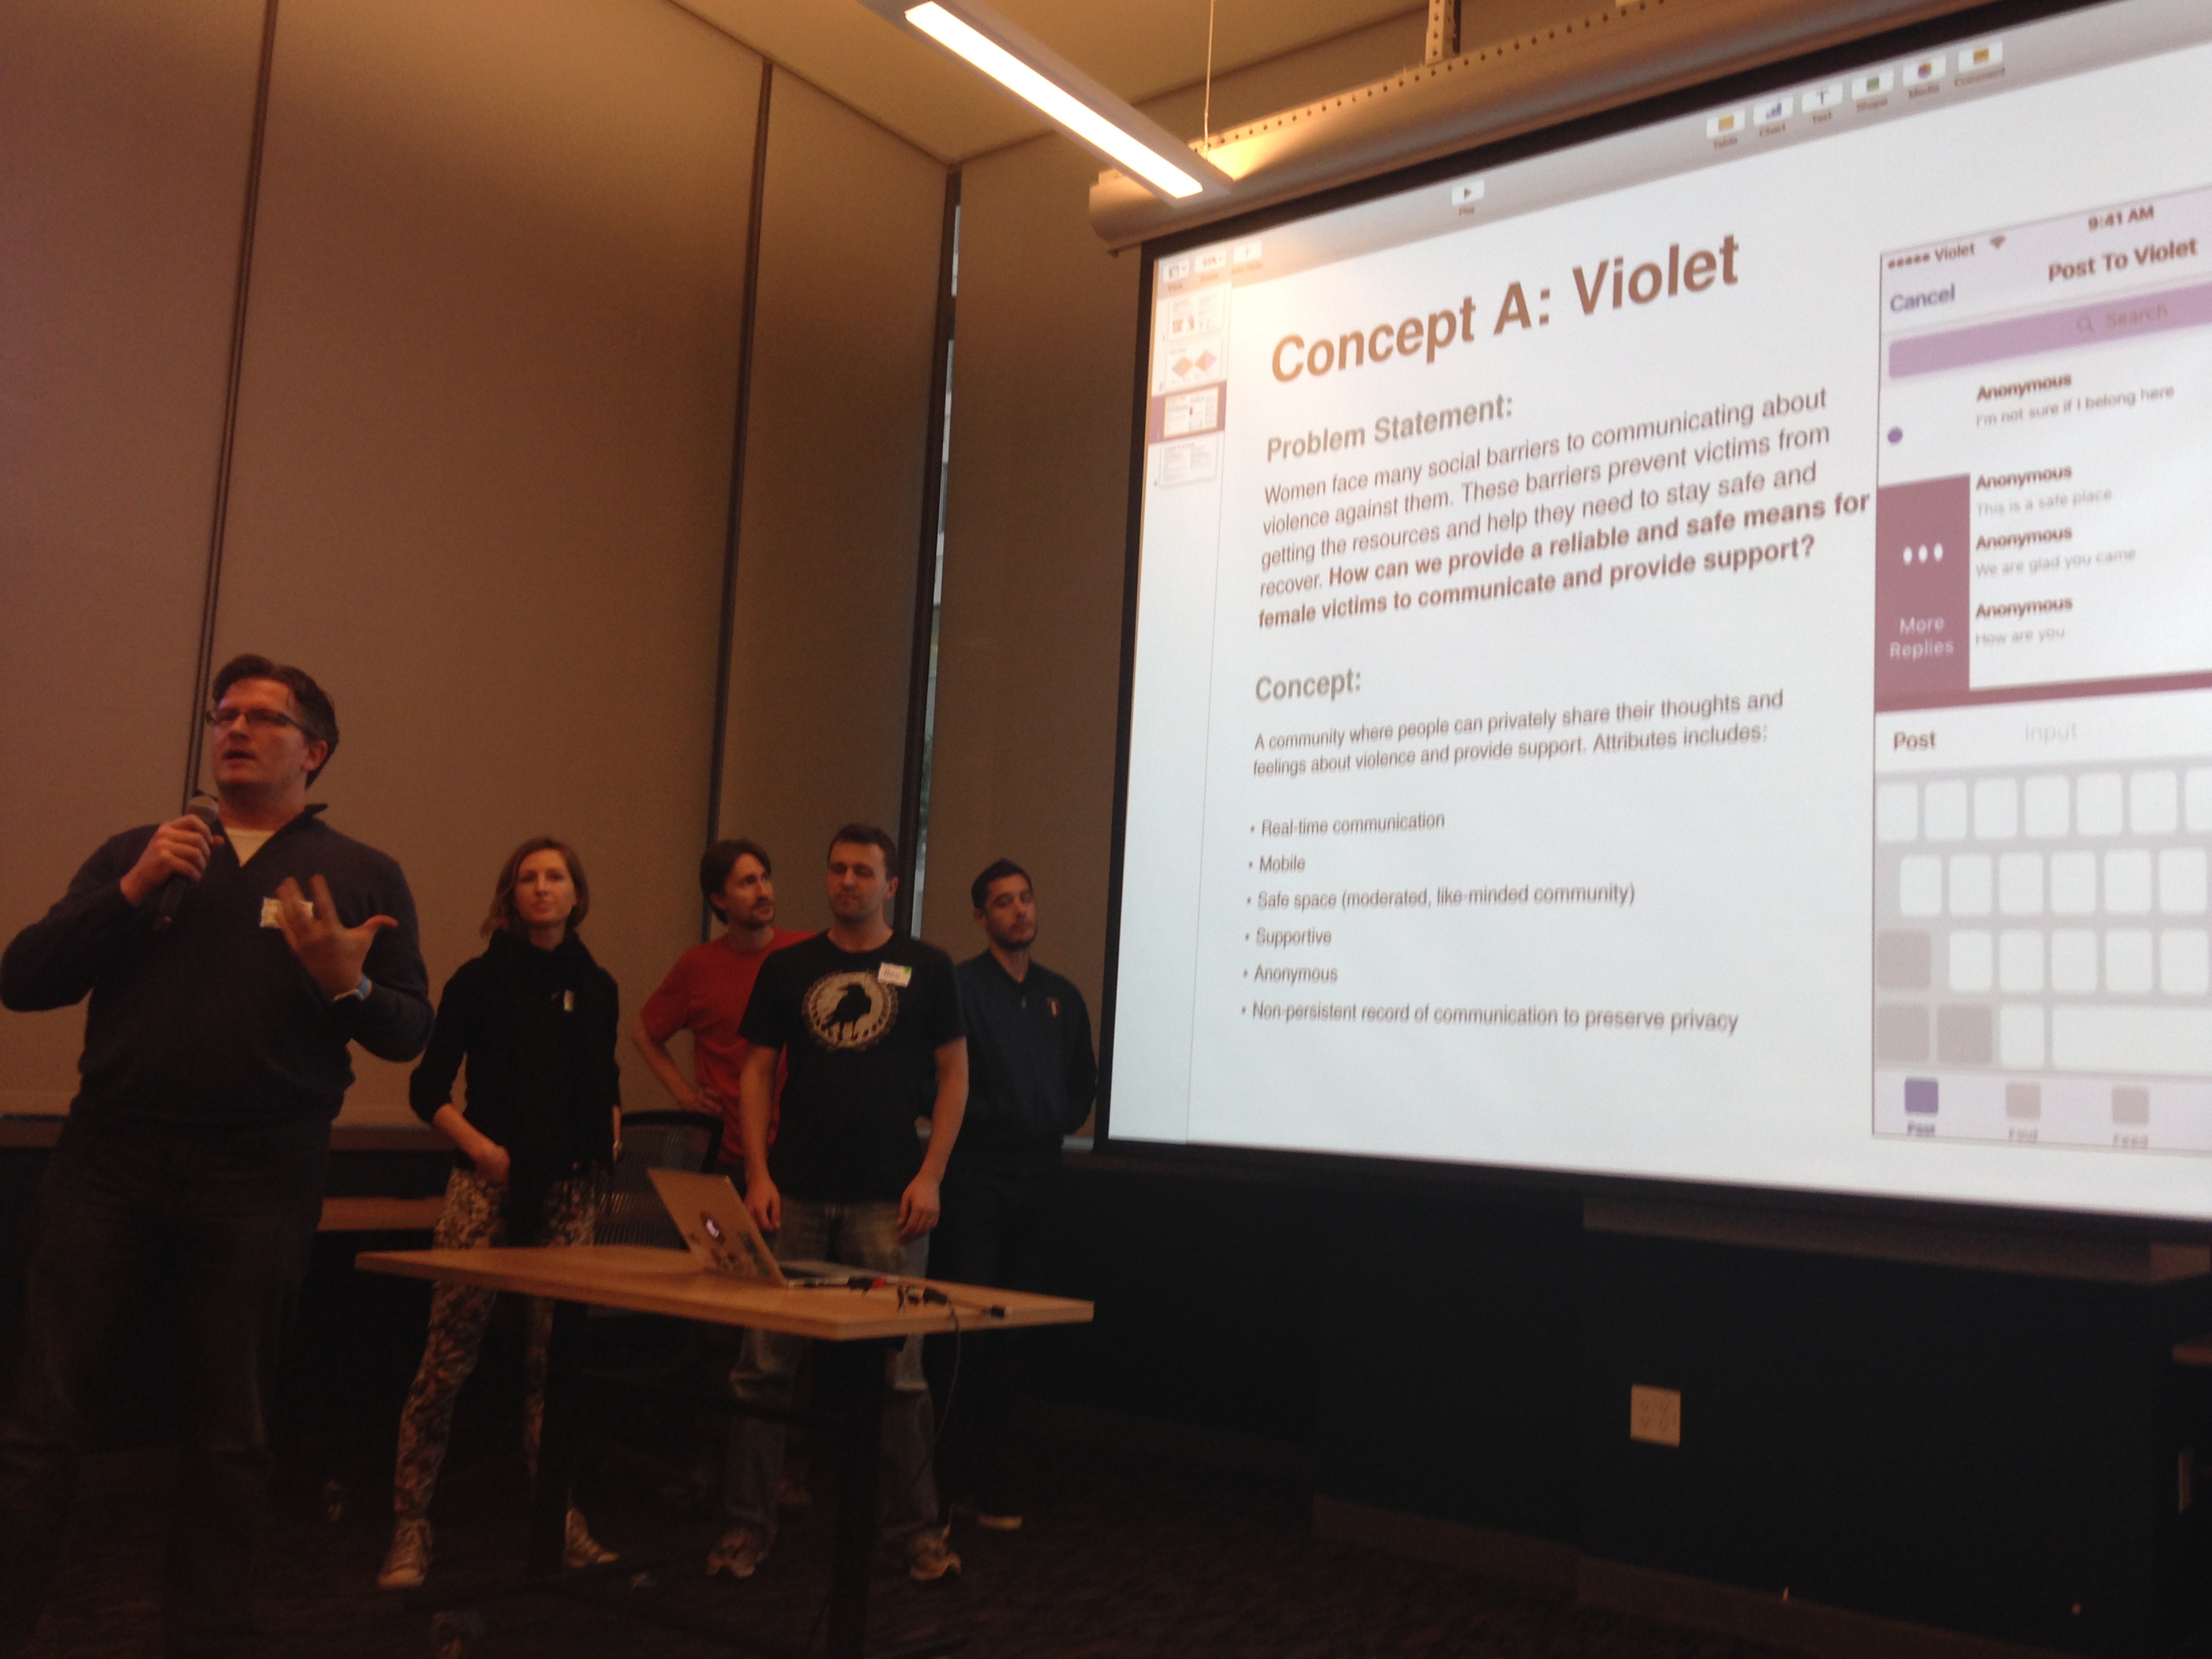 Table
Chart
Text
Shape
Media
Comment
Play
Concept A: Violet
Problem Statement:
Women face many social barriers to communicating about
violence against them. These barriers prevent victims from
getting the resources and help they need to stay safe and
recover. How can we provide a reliable and safe means for
female victims to communicate and provide support?
Concept:
A community where people can privately share their thoughts and
feelings about violence and provide support. Attributes includes:
• Real-time communication
• Mobile
• Safe space (moderated, like-minded community)
• Supportive
• Anonymous
• Non-persistent record of communication to preserve privacy
Violet
9:41 AM
Cancel
Post To Violet
Search
Anonymous
I'm not sure if I belong here
Anonymous
This is a safe place
Anonymous
We are glad you came
Anonymous
How are you
More
Replies
Post
Input
Post
Find
Feed